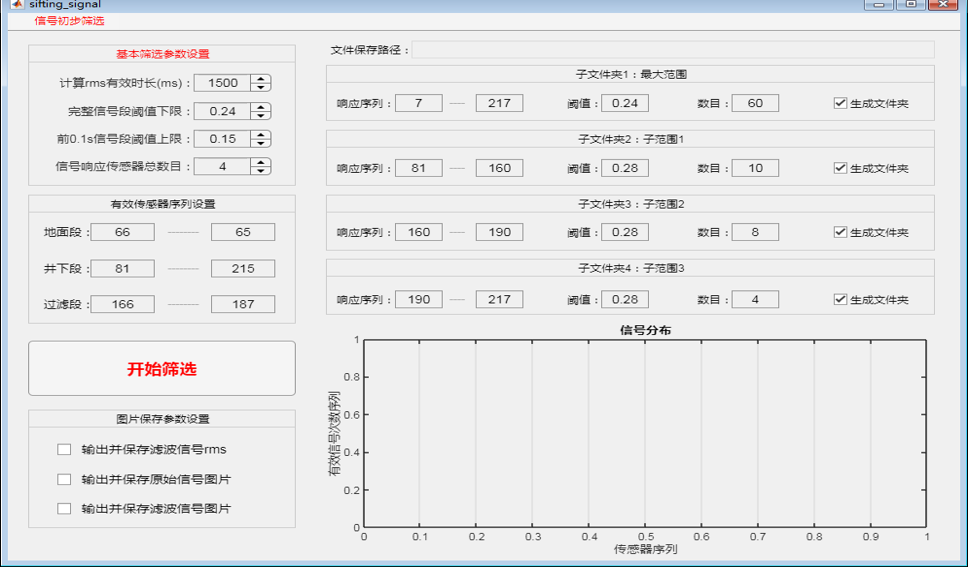 sifting_signal
信号初步筛选
基本筛选参数设置
计算rms有效时长(ms)： 1500
完整信号段阈值下限： 0.24
前0.1s信号段阈值上限： 0.15
信号响应传感器总数目： 4
有效传感器序列设置
地面段： 66 -------- 65
井下段： 81 -------- 215
过滤段： 166 -------- 187
开始筛选
图片保存参数设置
输出并保存滤波信号rms
输出并保存原始信号图片
输出并保存滤波信号图片
文件保存路径：
子文件夹1：最大范围
响应序列： 7 ---- 217 阈值： 0.24 数目： 60 生成文件夹
子文件夹2：子范围1
响应序列： 81 ---- 160 阈值： 0.28 数目： 10 生成文件夹
子文件夹3：子范围2
响应序列： 160 ---- 190 阈值： 0.28 数目： 8 生成文件夹
子文件夹4：子范围3
响应序列： 190 ---- 217 阈值： 0.28 数目： 4 生成文件夹
信号分布
有效信号次数序列
1
0.8
0.6
0.4
0.2
0
0 0.1 0.2 0.3 0.4 0.5 0.6 0.7 0.8 0.9 1
传感器序列